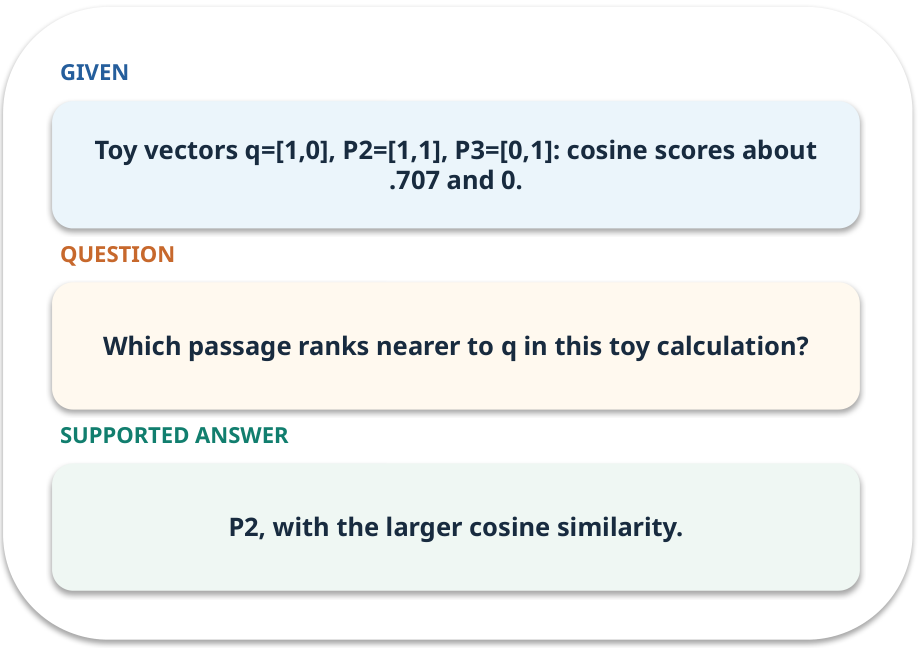 GIVEN
Toy vectors q=[1,0], P2=[1,1], P3=[0,1]: cosine scores about
.707 and 0.
QUESTION
Which passage ranks nearer to q in this toy calculation?
SUPPORTED ANSWER
P2, with the larger cosine similarity.